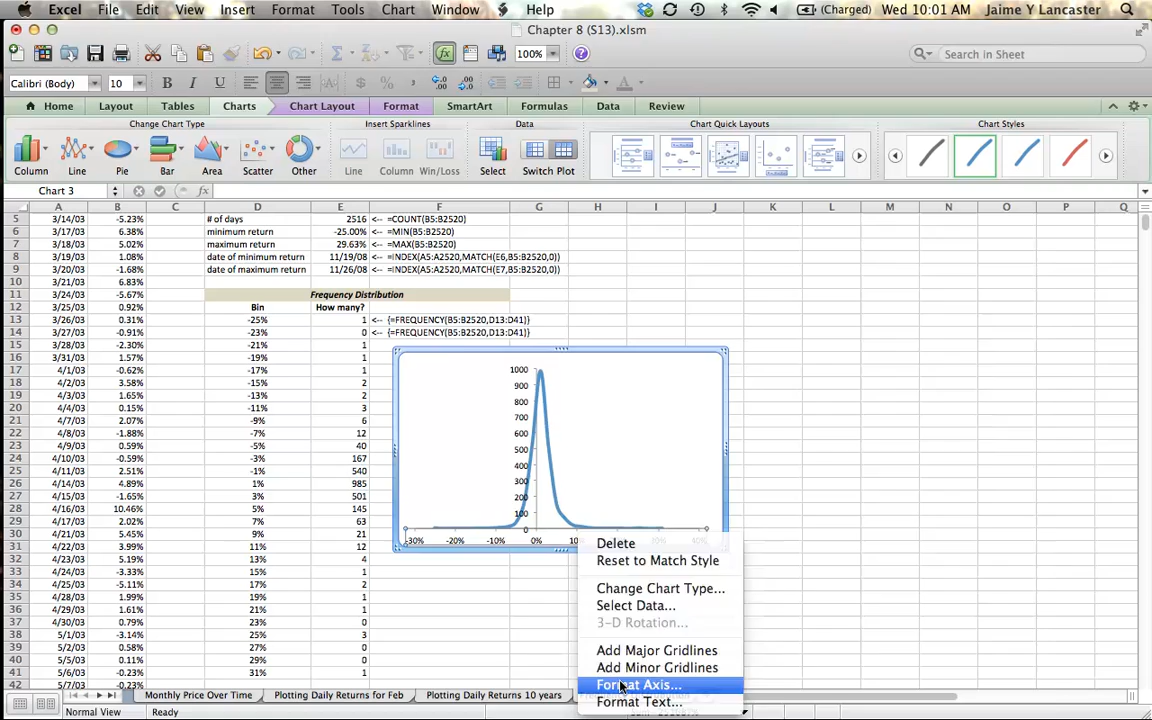 Excel File Edit View Insert Format Tools Chart Window Help (Charged) Wed 10:01 AM Jaime Y Lancaster
Chapter 8 (S13).xlsm
100% Search in Sheet
Calibri (Body) 10 B I U
Home Layout Tables Charts Chart Layout Format SmartArt Formulas Data Review
Change Chart Type Insert Sparklines Data Chart Quick Layouts Chart Styles
Column Line Pie Bar Area Scatter Other Line Column Win/Loss Select Switch Plot
Chart 3 fx
A B C D E F G H I J K L M N O P Q
5 3/14/03 -5.23% # of days 2516 <-- =COUNT(B5:B2520)
6 3/17/03 6.38% minimum return -25.00% <-- =MIN(B5:B2520)
7 3/18/03 5.02% maximum return 29.63% <-- =MAX(B5:B2520)
8 3/19/03 1.08% date of minimum return 11/19/08 <-- =INDEX(A5:A2520,MATCH(E6,B5:B2520,0))
9 3/20/03 -1.68% date of maximum return 11/26/08 <-- =INDEX(A5:A2520,MATCH(E7,B5:B2520,0))
10 3/21/03 6.83%
11 3/24/03 -5.67% Frequency Distribution
12 3/25/03 0.92% Bin How many?
13 3/26/03 0.31% -25% 1 <-- {=FREQUENCY(B5:B2520,D13:D41)}
14 3/27/03 -0.91% -23% 0 <-- {=FREQUENCY(B5:B2520,D13:D41)}
15 3/28/03 -2.30% -21% 1
16 3/31/03 1.57% -19% 1
17 4/1/03 -0.62% -17% 1
18 4/2/03 3.58% -15% 2
19 4/3/03 1.65% -13% 2
20 4/4/03 0.15% -11% 3
21 4/7/03 2.07% -9% 6
22 4/8/03 -1.88% -7% 12
23 4/9/03 0.59% -5% 40
24 4/10/03 -0.59% -3% 167
25 4/11/03 2.51% -1% 540
26 4/14/03 4.89% 1% 985
27 4/15/03 -1.65% 3% 501
28 4/16/03 10.46% 5% 145
29 4/17/03 2.02% 7% 63
30 4/21/03 5.45% 9% 21
31 4/22/03 3.99% 11% 12
32 4/23/03 5.19% 13% 4
33 4/24/03 -3.33% 15% 1
34 4/25/03 -5.11% 17% 2
35 4/28/03 1.99% 19% 1
36 4/29/03 1.61% 21% 1
37 4/30/03 0.79% 23% 0
38 5/1/03 -3.14% 25% 3
39 5/2/03 0.58% 27% 0
40 5/5/03 0.11% 29% 0
41 5/6/03 -0.23% 31% 1
42 5/7/03
1000
900
800
700
600
500
400
300
200
100
0
-30% -20% -10% 0%
Delete
Reset to Match Style
Change Chart Type...
Select Data...
3-D Rotation...
Add Major Gridlines
Add Minor Gridlines
Format Axis...
Format Text...
Monthly Price Over Time Plotting Daily Returns for Feb Plotting Daily Returns 10 years
Normal View Ready